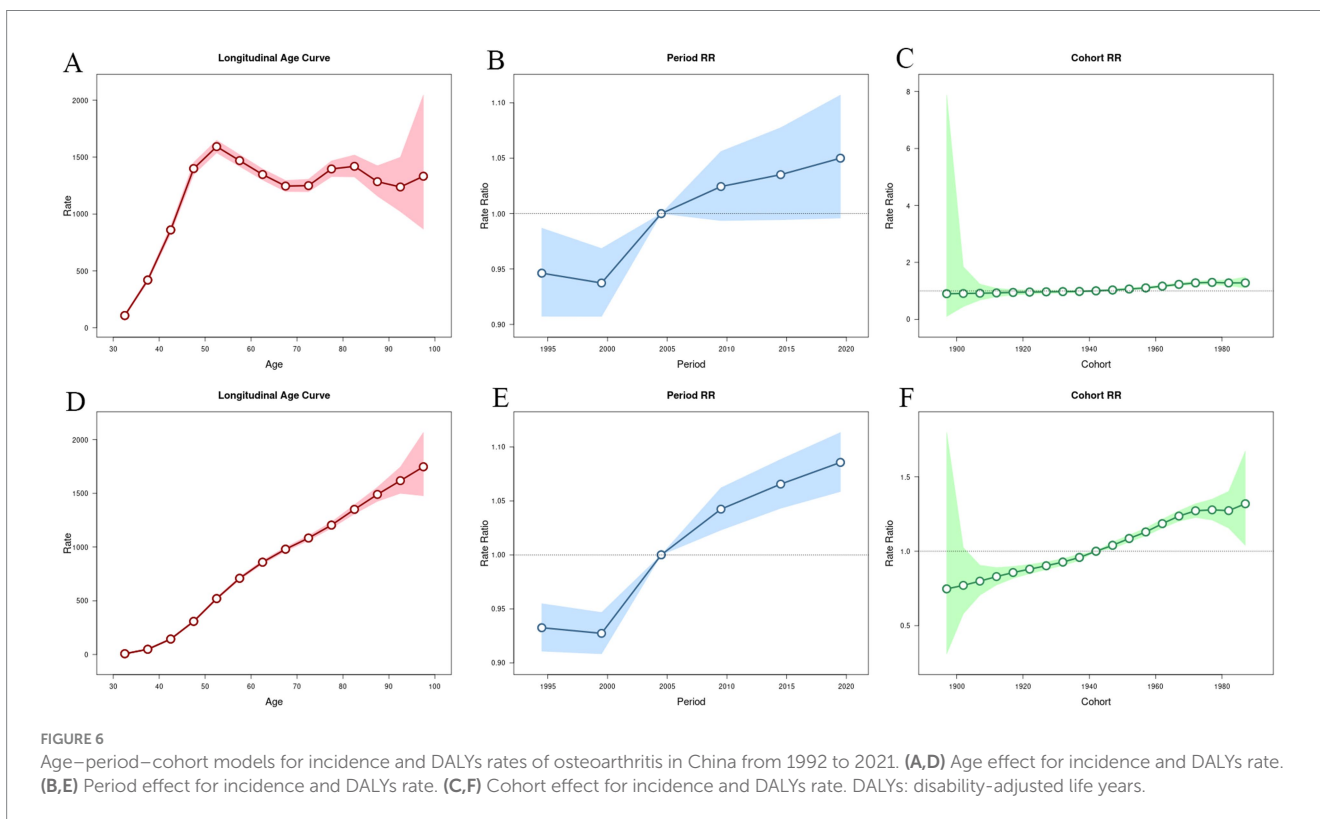 A
Longitudinal Age Curve
2000
1500
1000
500
0
Rate
30 40 50 60 70 80 90 100
Age
B
Period RR
1.10
1.05
1.00
0.95
0.90
Rate Ratio
1995 2000 2005 2010 2015 2020
Period
C
Cohort RR
8
6
4
2
0
Rate Ratio
1900 1920 1940 1960 1980
Cohort
D
Longitudinal Age Curve
2000
1500
1000
500
0
Rate
30 40 50 60 70 80 90 100
Age
E
Period RR
1.10
1.05
1.00
0.95
0.90
Rate Ratio
1995 2000 2005 2010 2015 2020
Period
F
Cohort RR
1.5
1.0
0.5
Rate Ratio
1900 1920 1940 1960 1980
Cohort
FIGURE 6
Age–period–cohort models for incidence and DALYs rates of osteoarthritis in China from 1992 to 2021. (A,D) Age effect for incidence and DALYs rate.
(B,E) Period effect for incidence and DALYs rate. (C,F) Cohort effect for incidence and DALYs rate. DALYs: disability-adjusted life years.